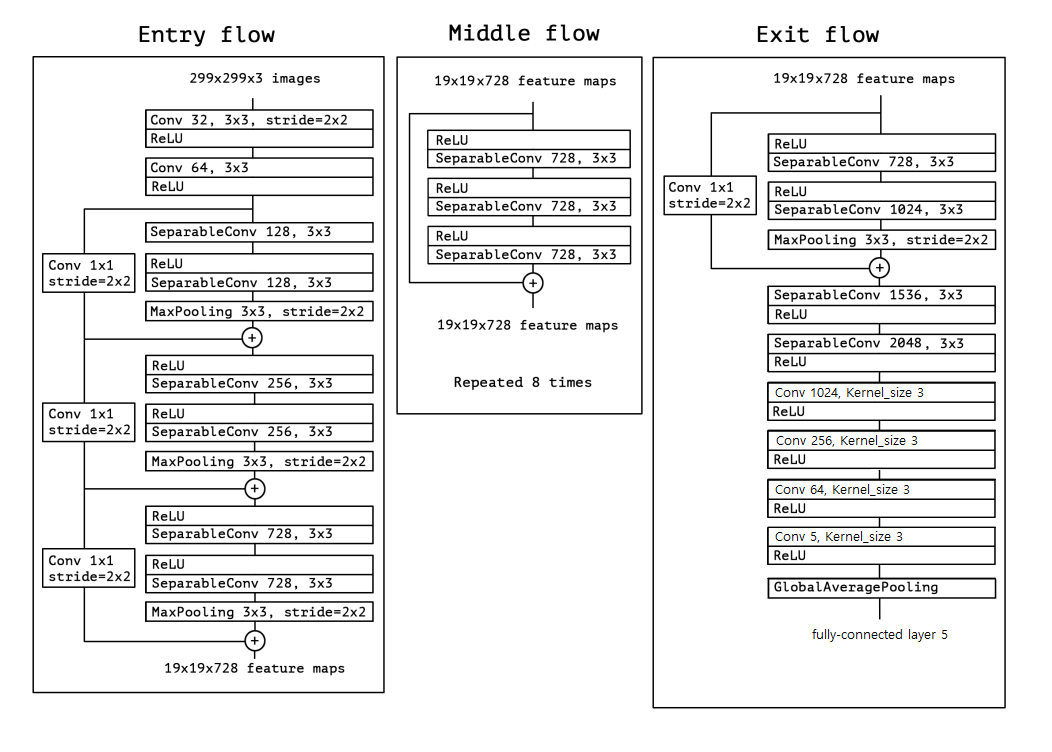 Entry flow
299x299x3 images
Conv 32, 3x3, stride=2x2
ReLU
Conv 64, 3x3
ReLU
SeparableConv 128, 3x3
Conv 1x1
stride=2x2
ReLU
SeparableConv 128, 3x3
MaxPooling 3x3, stride=2x2
+
ReLU
SeparableConv 256, 3x3
Conv 1x1
stride=2x2
ReLU
SeparableConv 256, 3x3
MaxPooling 3x3, stride=2x2
+
ReLU
SeparableConv 728, 3x3
Conv 1x1
stride=2x2
ReLU
SeparableConv 728, 3x3
MaxPooling 3x3, stride=2x2
+
19x19x728 feature maps
Middle flow
19x19x728 feature maps
ReLU
SeparableConv 728, 3x3
ReLU
SeparableConv 728, 3x3
ReLU
SeparableConv 728, 3x3
+
19x19x728 feature maps
Repeated 8 times
Exit flow
19x19x728 feature maps
ReLU
SeparableConv 728, 3x3
Conv 1x1
stride=2x2
ReLU
SeparableConv 1024, 3x3
MaxPooling 3x3, stride=2x2
+
SeparableConv 1536, 3x3
ReLU
SeparableConv 2048, 3x3
ReLU
Conv 1024, Kernel_size 3
ReLU
Conv 256, Kernel_size 3
ReLU
Conv 64, Kernel_size 3
ReLU
Conv 5, Kernel_size 3
ReLU
GlobalAveragePooling
fully-connected layer 5